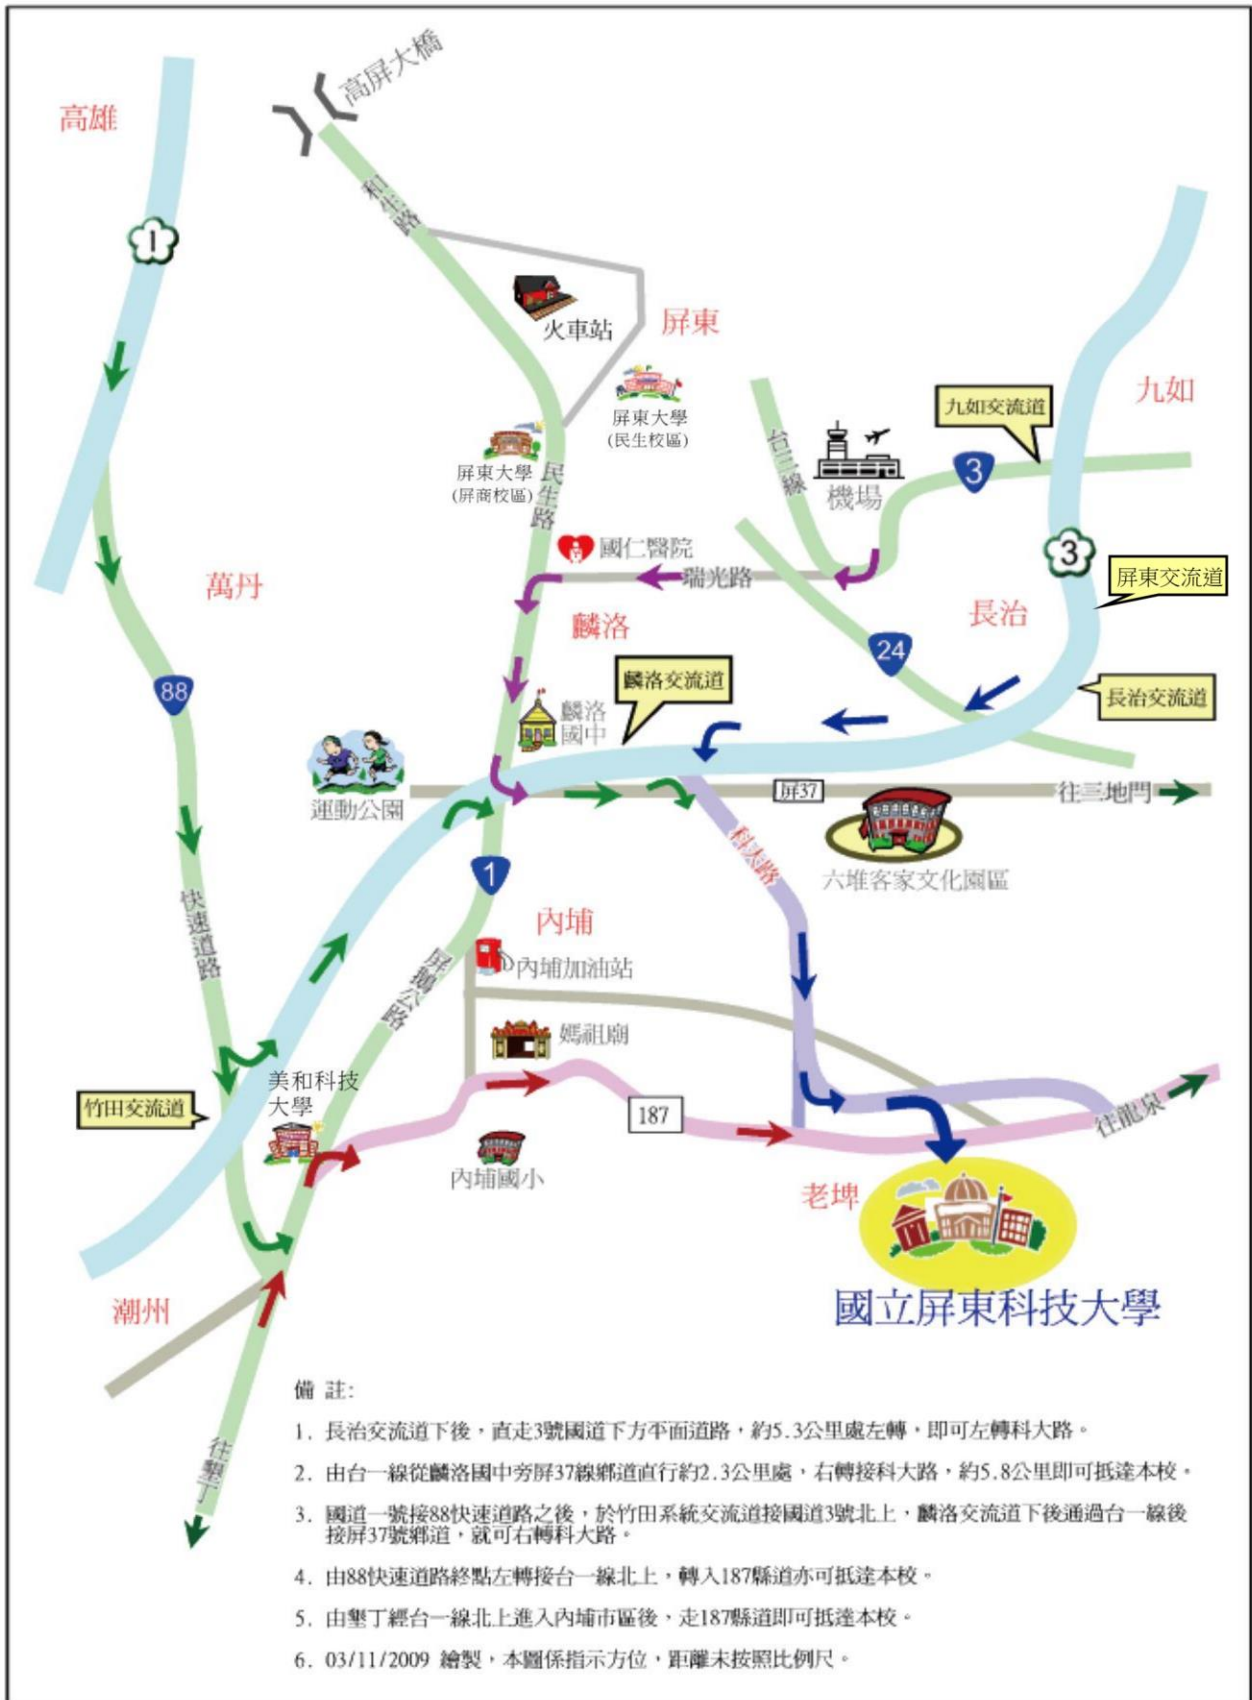 高屏大橋
高雄
1
和生路
火車站
屏東
屏東大學
(民生校區)
屏東大學
(屏商校區)
民生路
台三線
機場
九如交流道
九如
3
3
國仁醫院
瑞光路
屏東交流道
萬丹
麟洛
長治
24
88
麟洛交流道
長治交流道
麟洛
國中
運動公園
屏37
往三地門
科大路
六堆客家文化園區
1
快速道路
內埔
內埔加油站
屏鵝公路
媽祖廟
美和科技
大學
竹田交流道
187
往龍泉
內埔國小
老埤
國立屏東科技大學
潮州
往墾丁
備 註:
1. 長治交流道下後，直走3號國道下方平面道路，約5.3公里處左轉，即可左轉科大路。
2. 由台一線從麟洛國中旁屏37線鄉道直行約2.3公里處，右轉接科大路，約5.8公里即可抵達本校。
3. 國道一號接88快速道路之後，於竹田系統交流道接國道3號北上，麟洛交流道下後通過台一線後
接屏37號鄉道，就可右轉科大路。
4. 由88快速道路終點左轉接台一線北上，轉入187縣道亦可抵達本校。
5. 由墾丁經台一線北上進入內埔市區後，走187縣道即可抵達本校。
6. 03/11/2009 繪製，本圖係指示方位，距離未按照比例尺。